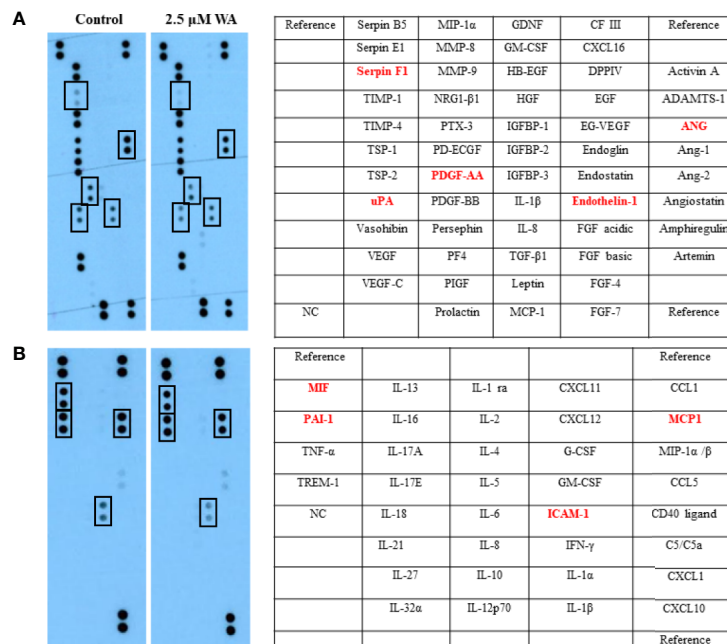 A
Control 2.5 µM WA
Reference Serpin B5 MIP-1α GDNF CF III Reference
Serpin E1 MMP-8 GM-CSF CXCL16
Serpin F1 MMP-9 HB-EGF DPPIV Activin A
TIMP-1 NRG1-β1 HGF EGF ADAMTS-1
TIMP-4 PTX-3 IGFBP-1 EG-VEGF ANG
TSP-1 PD-ECGF IGFBP-2 Endoglin Ang-1
TSP-2 PDGF-AA IGFBP-3 Endostatin Ang-2
uPA PDGF-BB IL-1β Endothelin-1 Angiostatin
Vasohibin Persephin IL-8 FGF acidic Amphiregulin
VEGF PF4 TGF-β1 FGF basic Artemin
VEGF-C PIGF Leptin FGF-4
NC Prolactin MCP-1 FGF-7 Reference
B
Reference Reference
MIF IL-13 IL-1 ra CXCL11 CCL1
PAI-1 IL-16 IL-2 CXCL12 MCP1
TNF-α IL-17A IL-4 G-CSF MIP-1α /β
TREM-1 IL-17E IL-5 GM-CSF CCL5
NC IL-18 IL-6 ICAM-1 CD40 ligand
IL-21 IL-8 IFN-γ C5/C5a
IL-27 IL-10 IL-1α CXCL1
IL-32α IL-12p70 IL-1β CXCL10
Reference